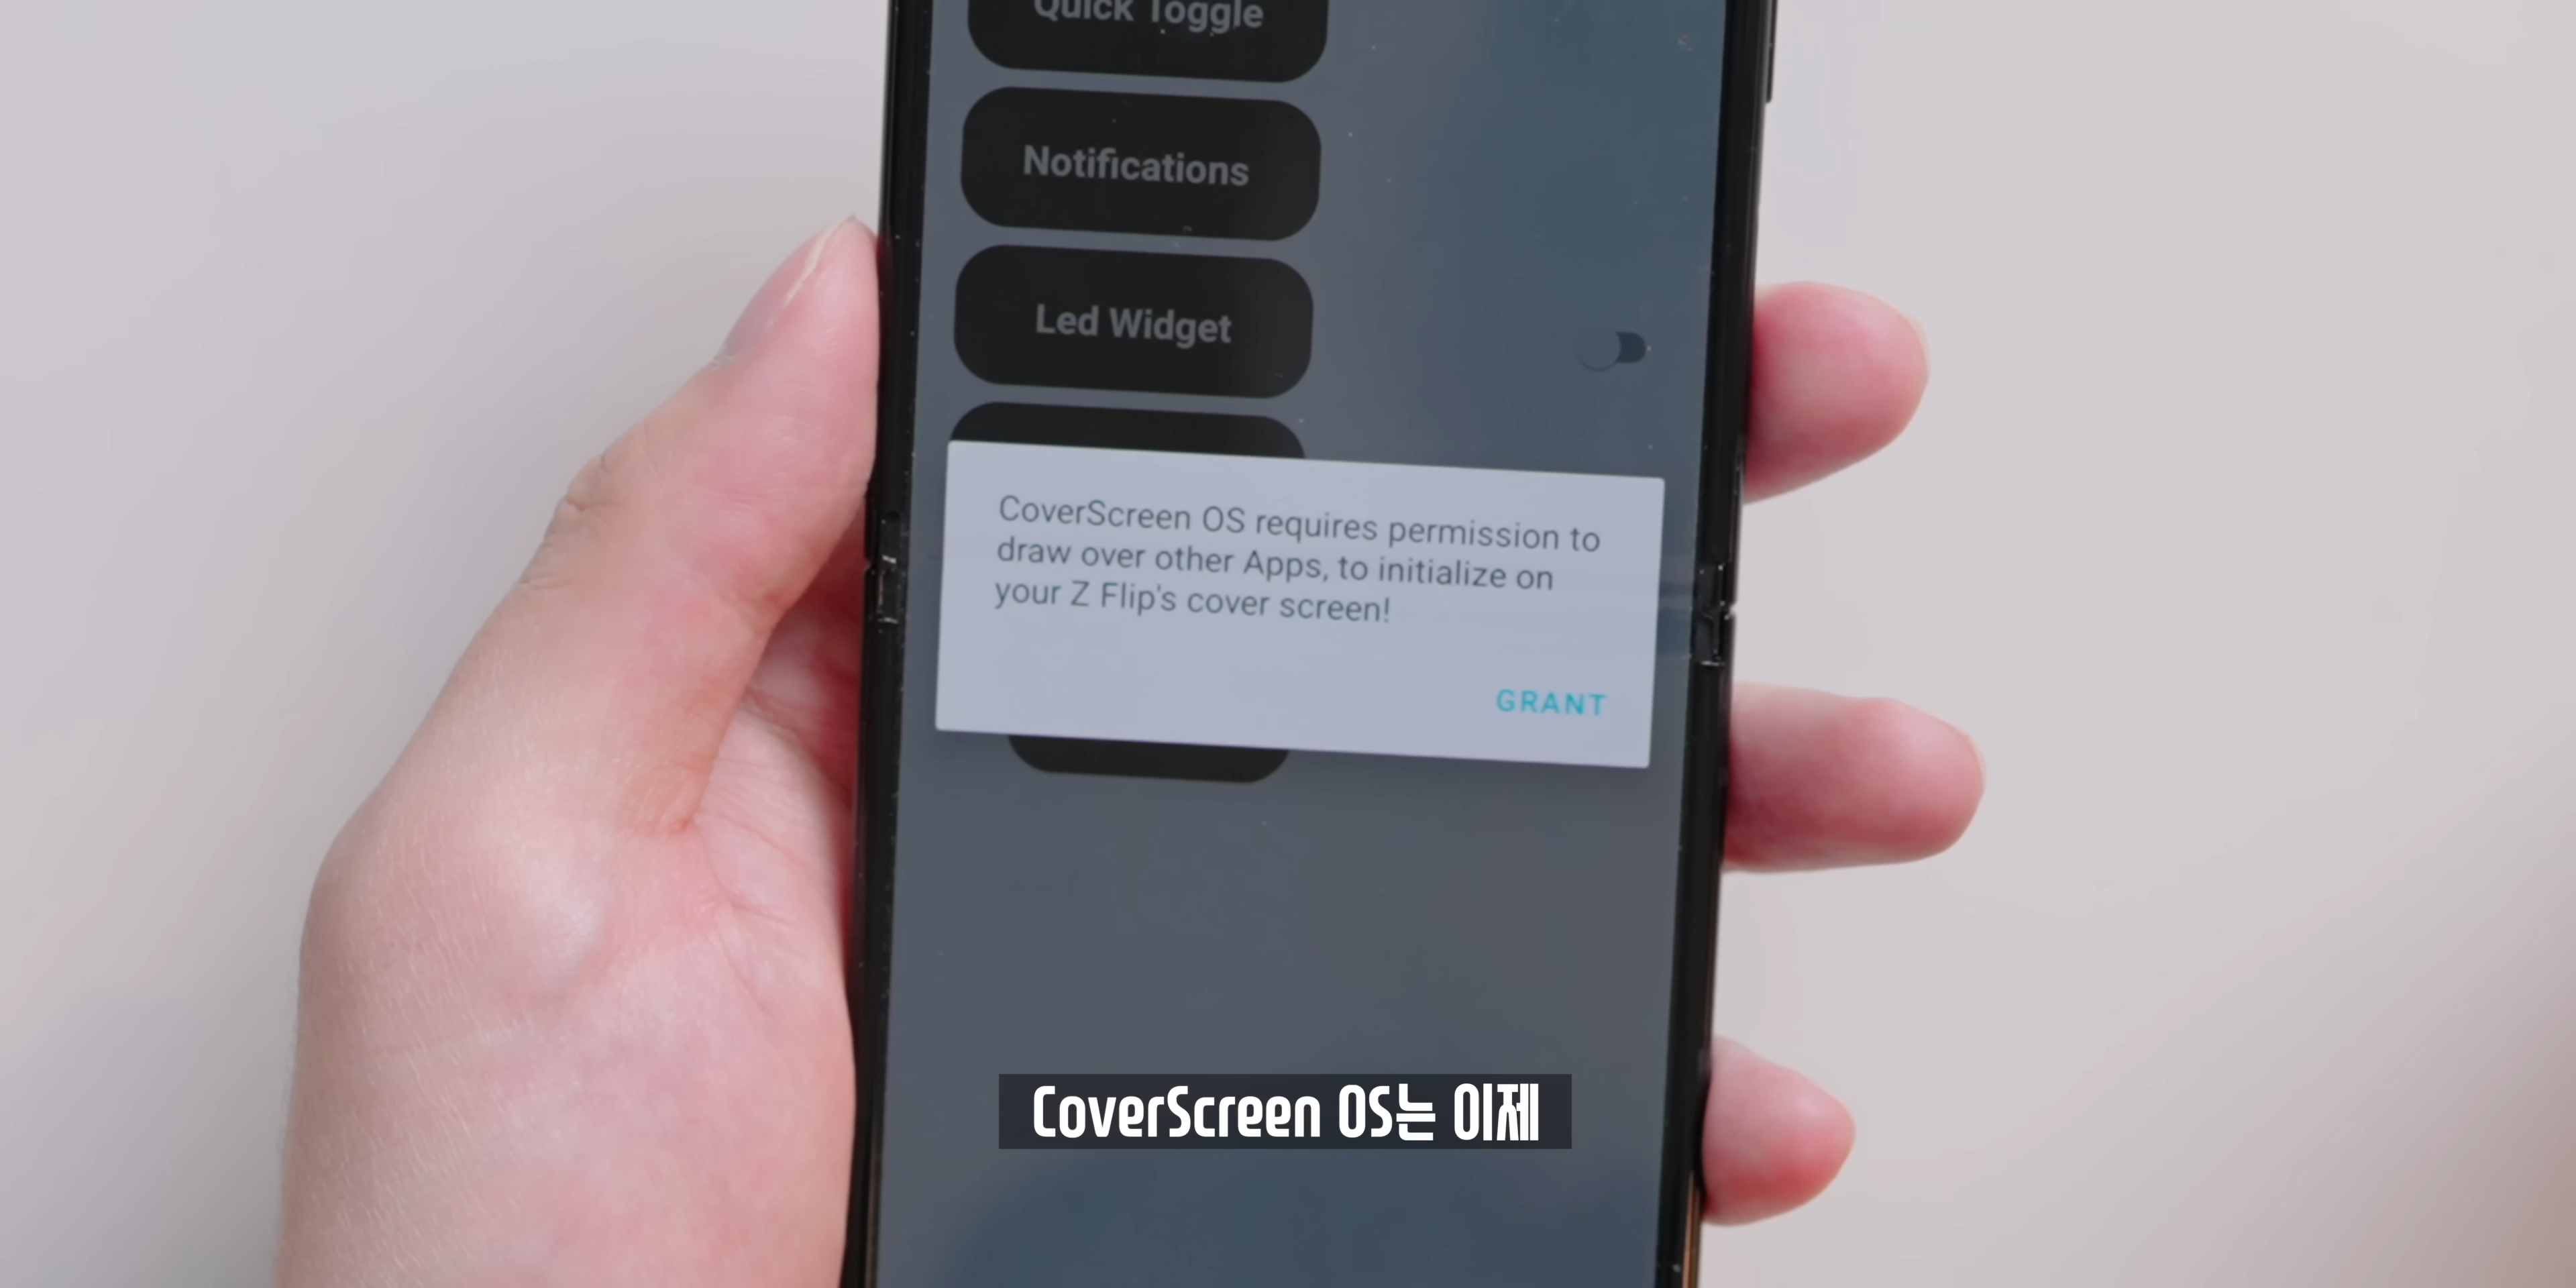 Quick Toggle
Notifications
Led Widget
CoverScreen OS requires permission to
draw over other Apps, to initialize on
your Z Flip's cover screen!
GRANT
CoverScreen OS는 이제